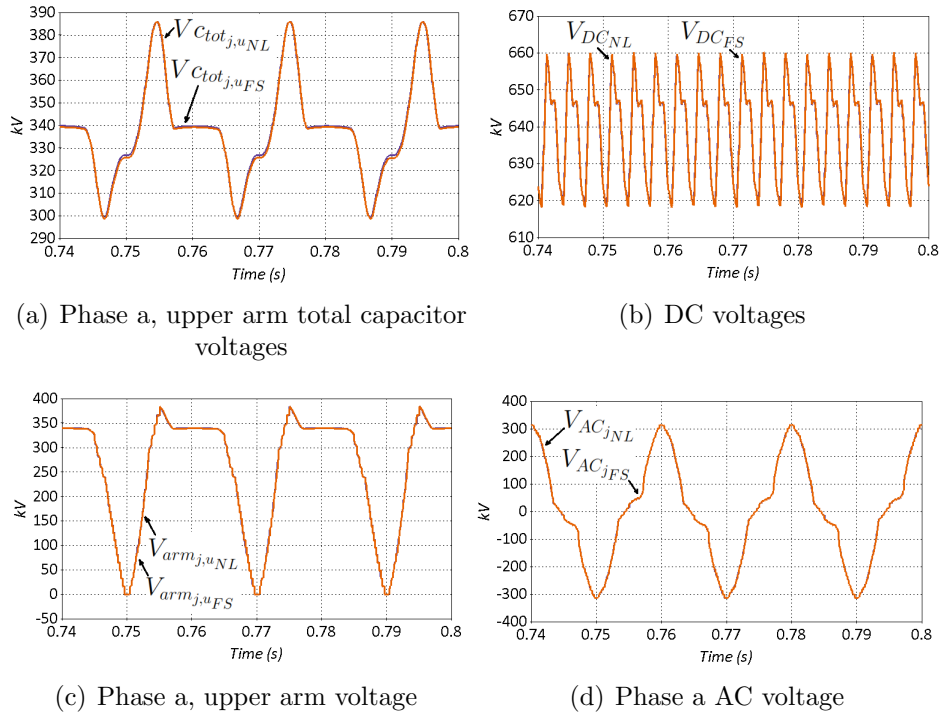 390
380
370
360
350
340
330
320
310
300
290
kV
V c_{tot_{j,u_{NL}}}
V c_{tot_{j,u_{FS}}}
0.74 0.75 0.76 0.77 0.78 0.79 0.8
Time (s)
(a) Phase a, upper arm total capacitor
voltages
670
660
650
640
630
620
610
kV
V_{DC_{NL}} V_{DC_{FS}}
0.74 0.75 0.76 0.77 0.78 0.79 0.8
Time (s)
(b) DC voltages
400
350
300
250
200
150
100
50
0
-50
kV
V_{arm_{j,u_{NL}}}
V_{arm_{j,u_{FS}}}
0.74 0.75 0.76 0.77 0.78 0.79 0.8
Time (s)
(c) Phase a, upper arm voltage
400
300
200
100
0
-100
-200
-300
-400
kV
V_{AC_{j_{NL}}}
V_{AC_{j_{FS}}}
0.74 0.75 0.76 0.77 0.78 0.79 0.8
Time (s)
(d) Phase a AC voltage